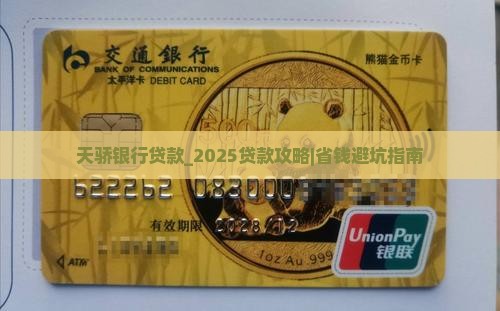 交通銀行
BANK OF COMMUNICATIONS
太平洋卡 DEBIT CARD
熊猫金币卡
天骄银行贷款_2025贷款攻略|省钱避坑指南
622262 083000
有效期限 2028/12
1oz Au .999
ATM
UnionPay
银联